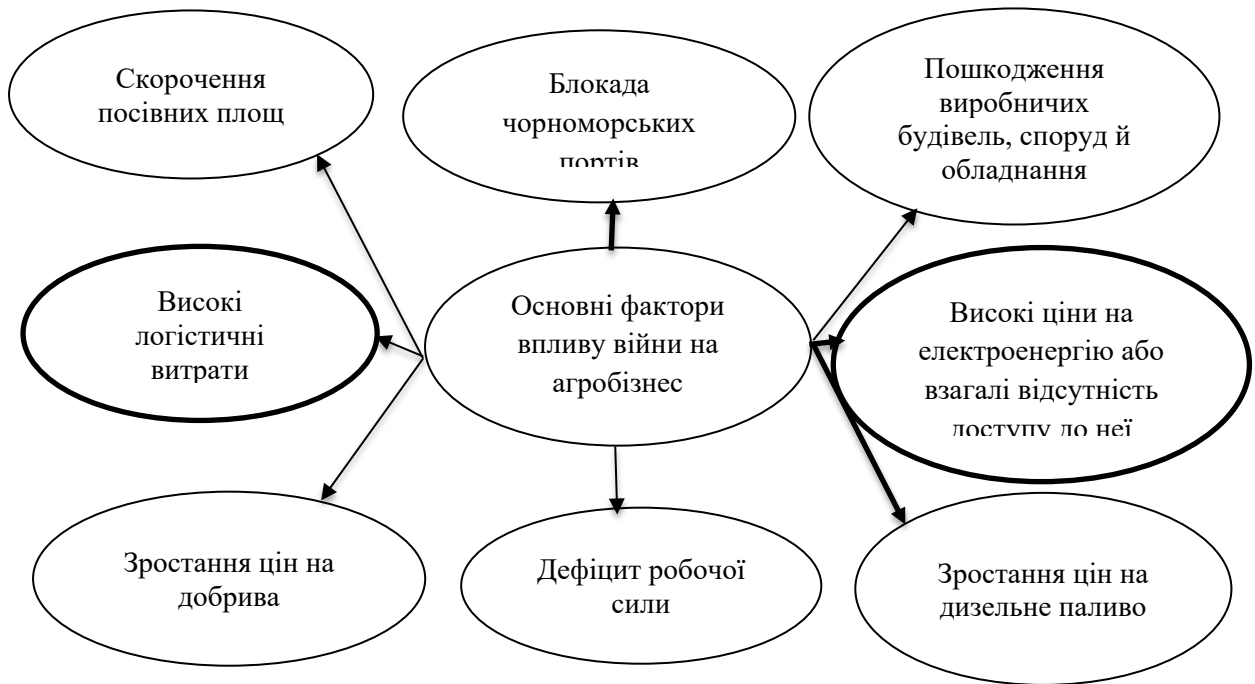 Скорочення
посівних площ
Блокада
чорноморських
портів
Пошкодження
виробничих
будівель, споруд й
обладнання
Високі
логістичні
витрати
Основні фактори
впливу війни на
агробізнес
Високі ціни на
електроенергію або
взагалі відсутність
доступу до неї
Зростання цін на
добрива
Дефіцит робочої
сили
Зростання цін на
дизельне паливо